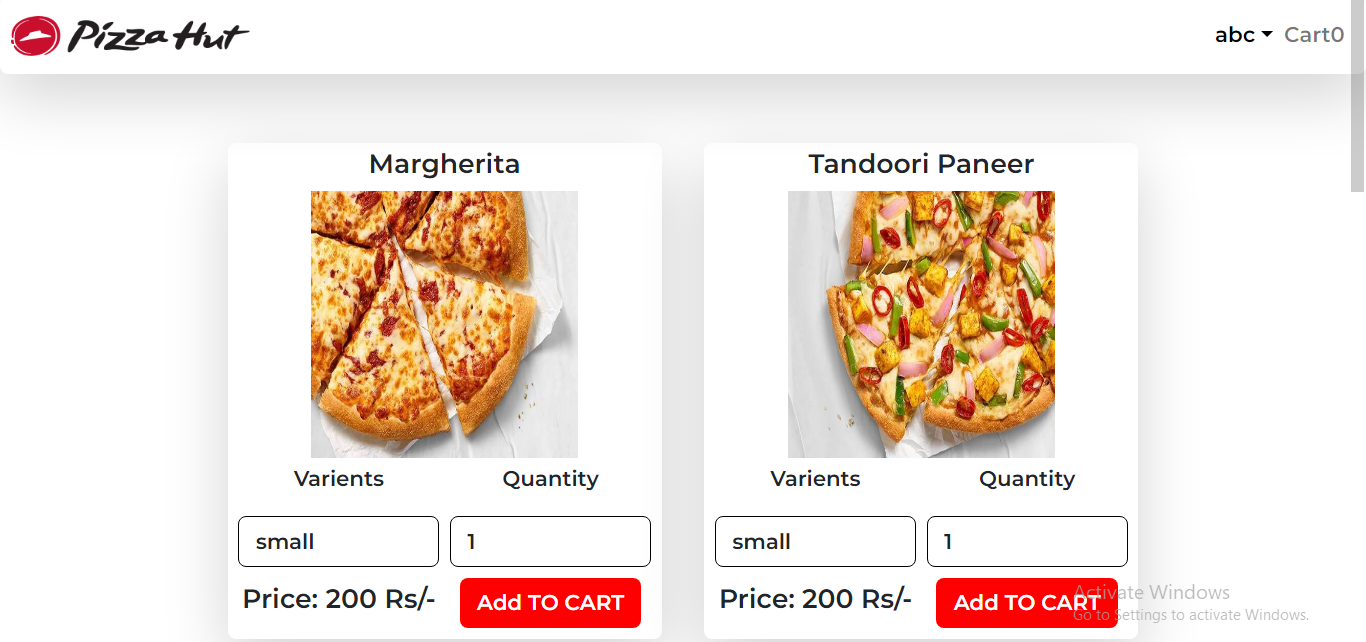 Pizza Hut
abc Cart0
Margherita
Tandoori Paneer
Varients Quantity
Varients Quantity
small 1
small 1
Price: 200 Rs/- Add TO CART
Price: 200 Rs/- Add TO CART
Activate Windows
Go to Settings to activate Windows.